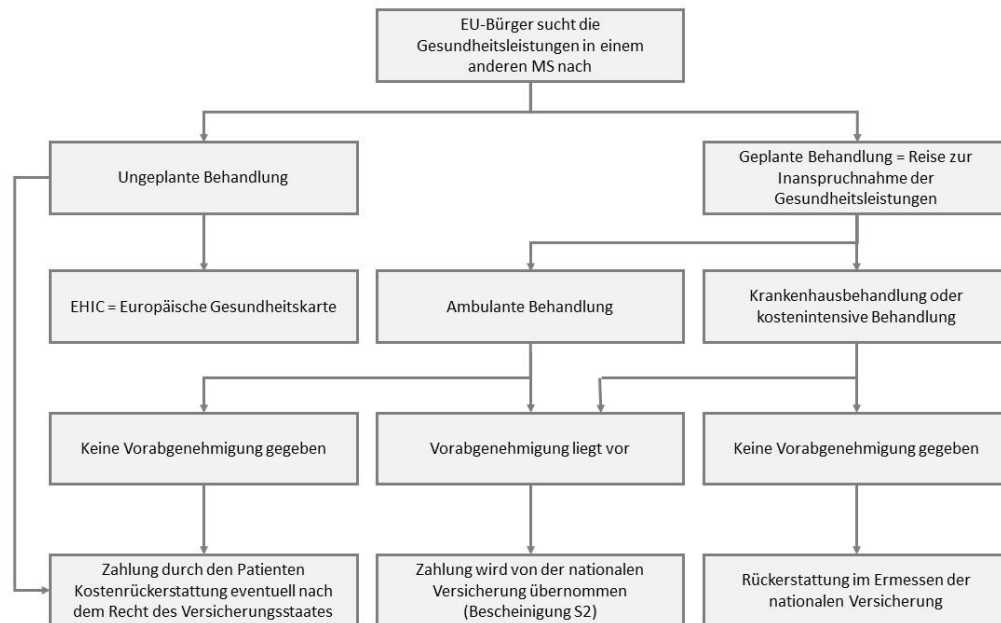 EU-Bürger sucht die
Gesundheitsleistungen in einem
anderen MS nach
Ungeplante Behandlung
Geplante Behandlung = Reise zur
Inanspruchnahme der
Gesundheitsleistungen
EHIC = Europäische Gesundheitskarte
Ambulante Behandlung
Krankenhausbehandlung oder
kostenintensive Behandlung
Keine Vorabgenehmigung gegeben
Vorabgenehmigung liegt vor
Keine Vorabgenehmigung gegeben
Zahlung durch den Patienten
Kostenrückerstattung eventuell nach
dem Recht des Versicherungsstaates
Zahlung wird von der nationalen
Versicherung übernommen
(Bescheinigung S2)
Rückerstattung im Ermessen der
nationalen Versicherung